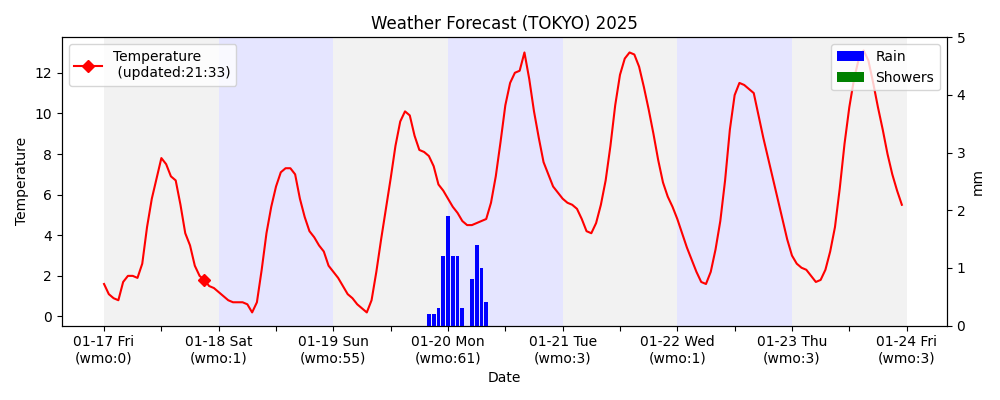 Weather Forecast (TOKYO) 2025
Temperature
(updated:21:33)
Rain
Showers
Temperature
12
10
8
6
4
2
0
5
4
3
2
1
0
mm
01-17 Fri
(wmo:0)
01-18 Sat
(wmo:1)
01-19 Sun
(wmo:55)
01-20 Mon
(wmo:61)
01-21 Tue
(wmo:3)
01-22 Wed
(wmo:1)
01-23 Thu
(wmo:3)
01-24 Fri
(wmo:3)
Date